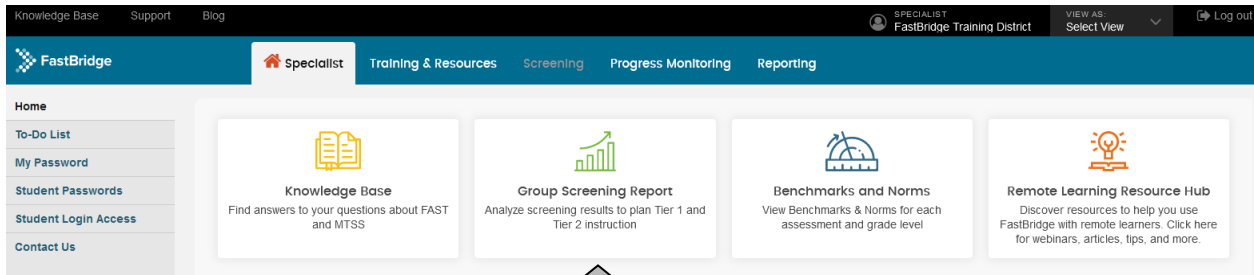 Knowledge Base Support Blog SPECIALIST VIEW AS: Log out
FastBridge Training District Select View
FastBridge Specialist Training & Resources Screening Progress Monitoring Reporting
Home
To-Do List
My Password
Student Passwords
Student Login Access
Contact Us
Knowledge Base
Find answers to your questions about FAST
and MTSS
Group Screening Report
Analyze screening results to plan Tier 1 and
Tier 2 instruction
Benchmarks and Norms
View Benchmarks & Norms for each
assessment and grade level
Remote Learning Resource Hub
Discover resources to help you use
FastBridge with remote learners. Click here
for webinars, articles, tips, and more.